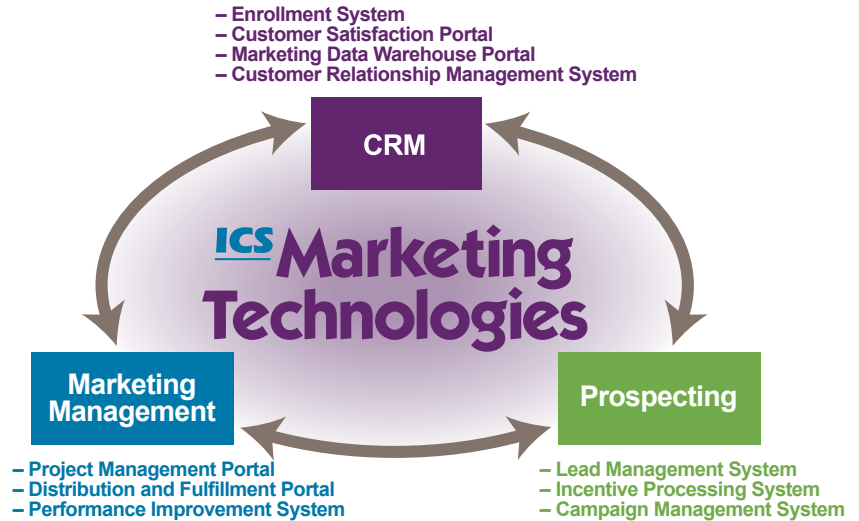 – Enrollment System
– Customer Satisfaction Portal
– Marketing Data Warehouse Portal
– Customer Relationship Management System
CRM
ICS Marketing
Technologies
Marketing
Management
– Project Management Portal
– Distribution and Fulfillment Portal
– Performance Improvement System
Prospecting
– Lead Management System
– Incentive Processing System
– Campaign Management System